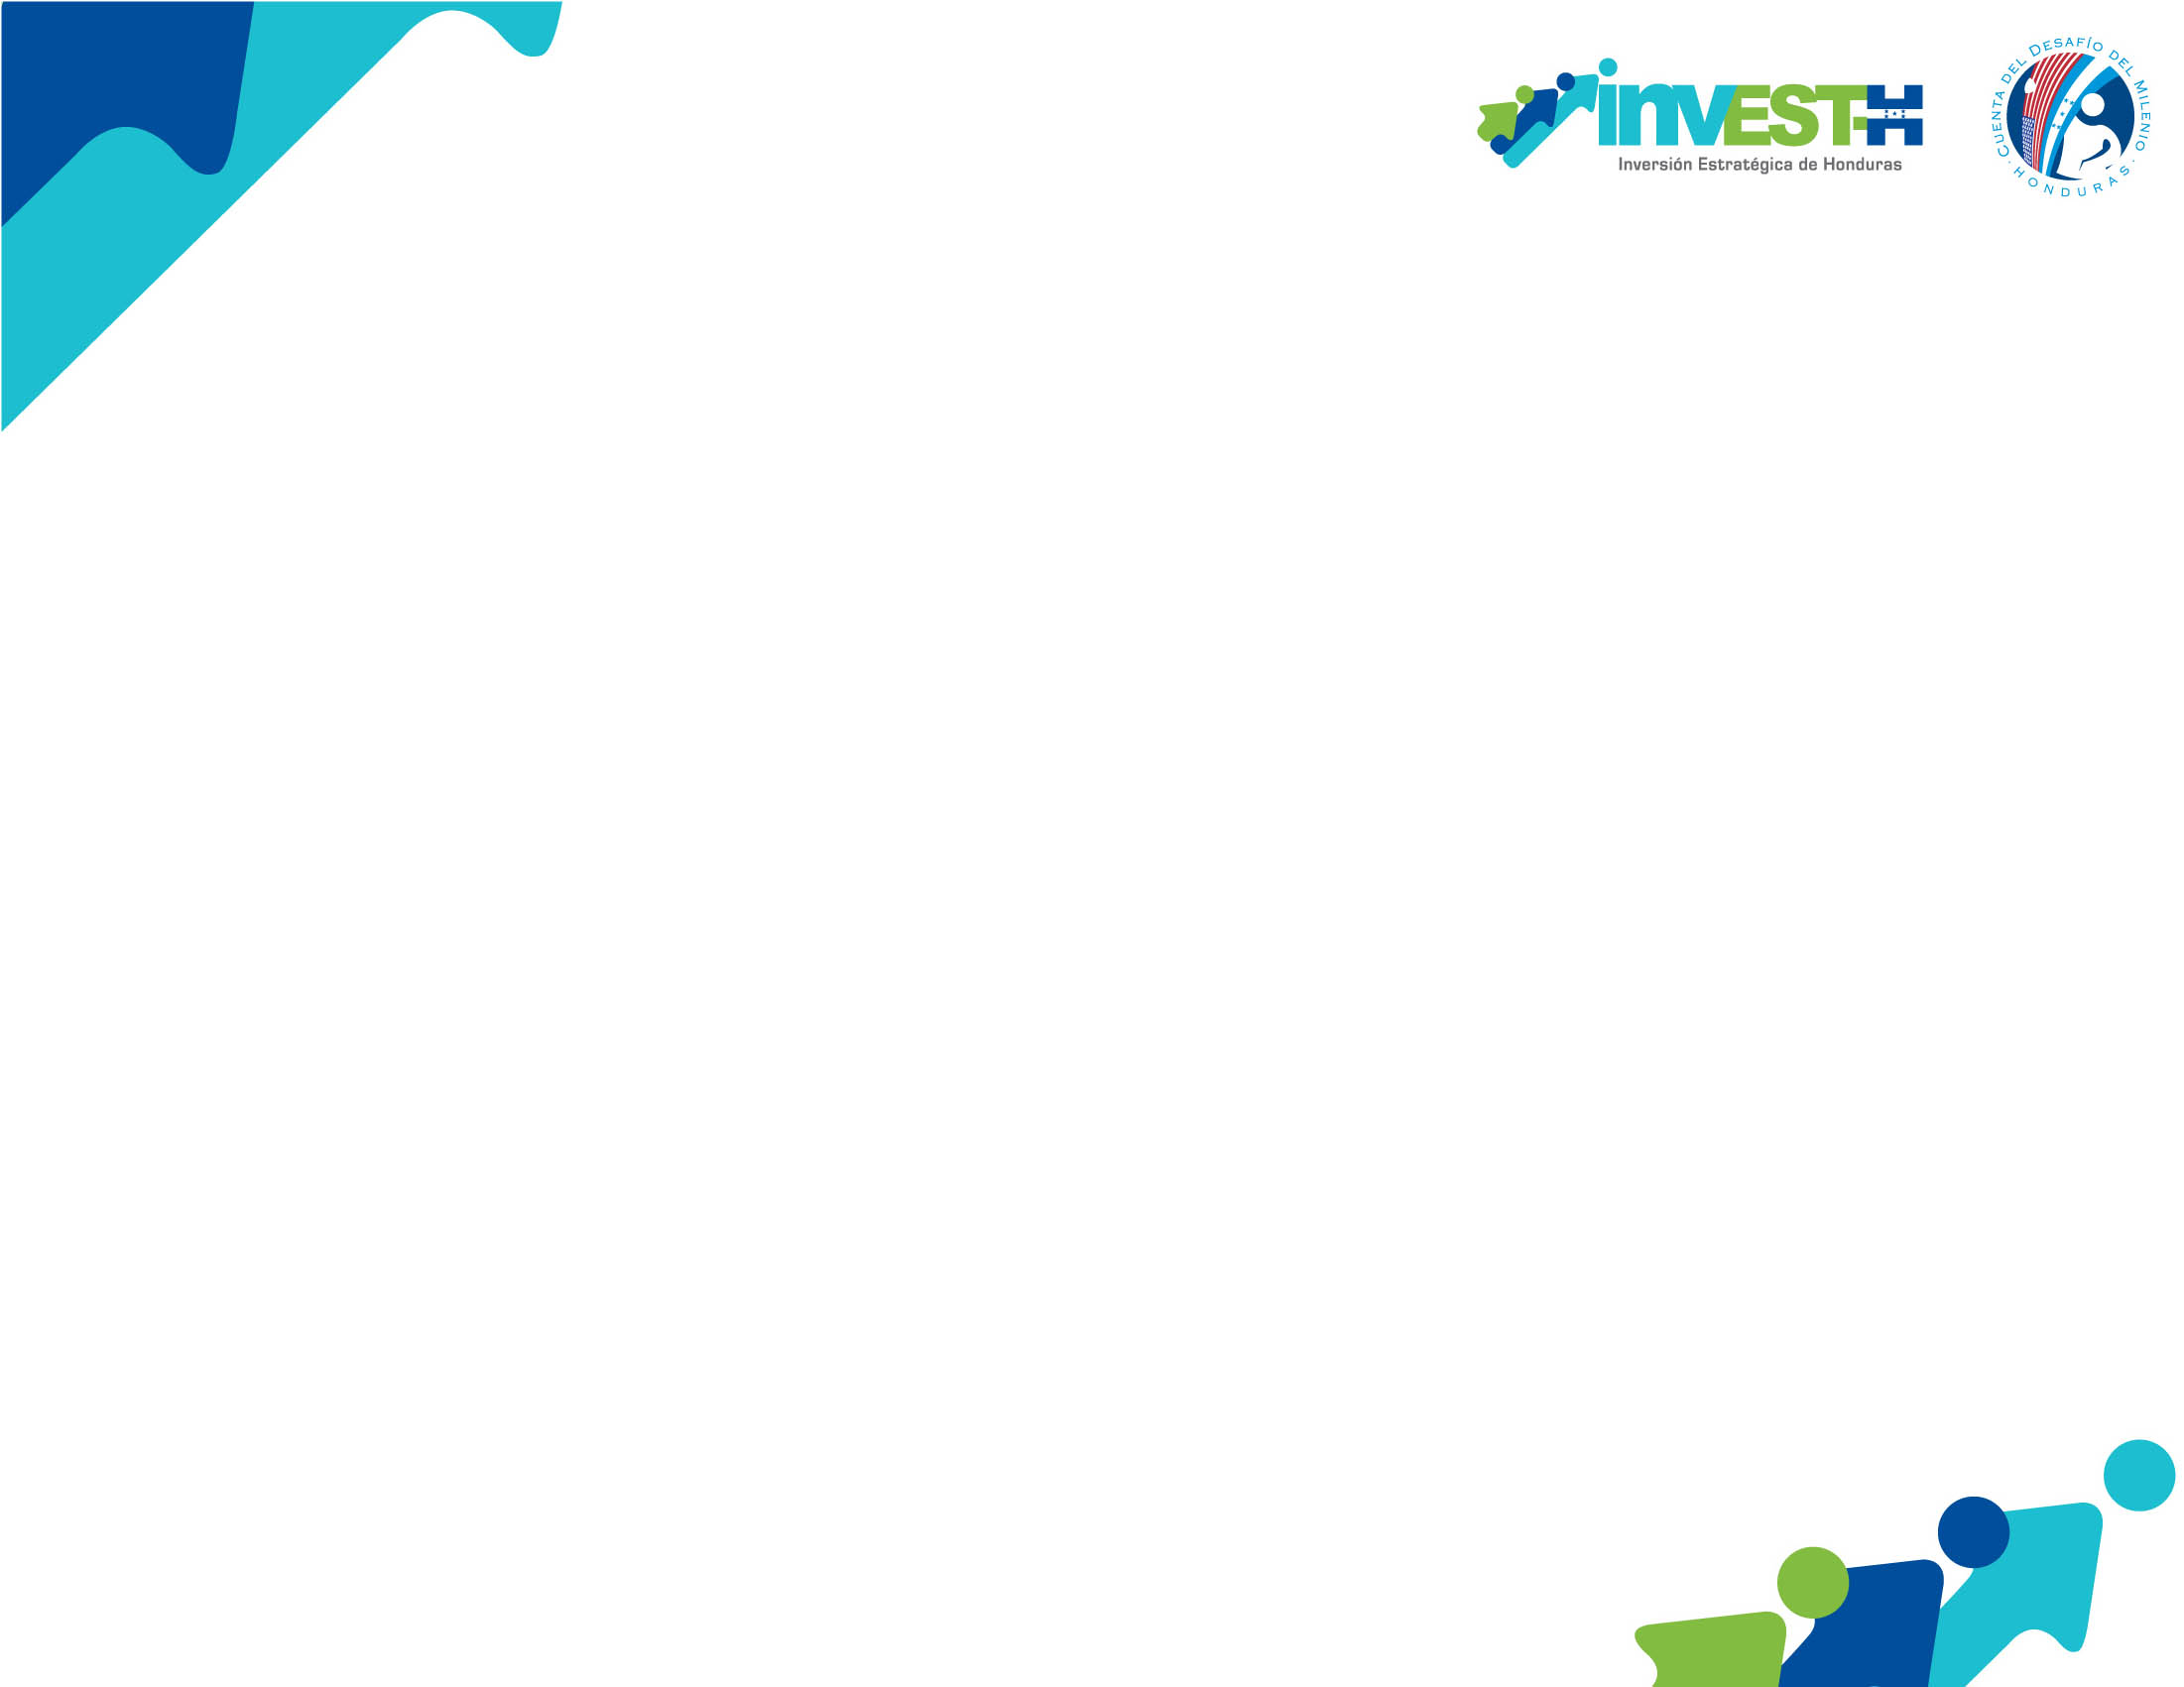 INVEST-H
Inversión Estratégica de Honduras
CUENTA DEL DESAFÍO DEL MILENIO · HONDURAS ·